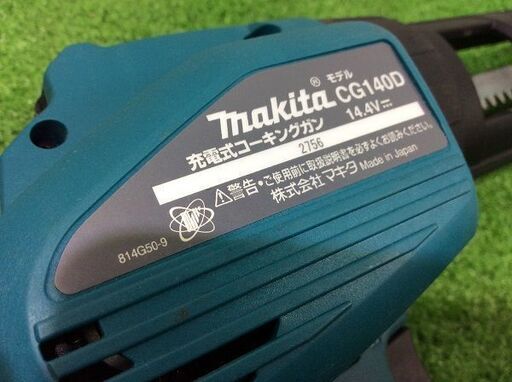 makita® モデル CG140D
充電式コーキングガン 14.4V⎓
2756
⚠警告・ご使用前に取扱説明書を必ずよくお読みください。
株式会社マキタ Made in Japan
814G50-9